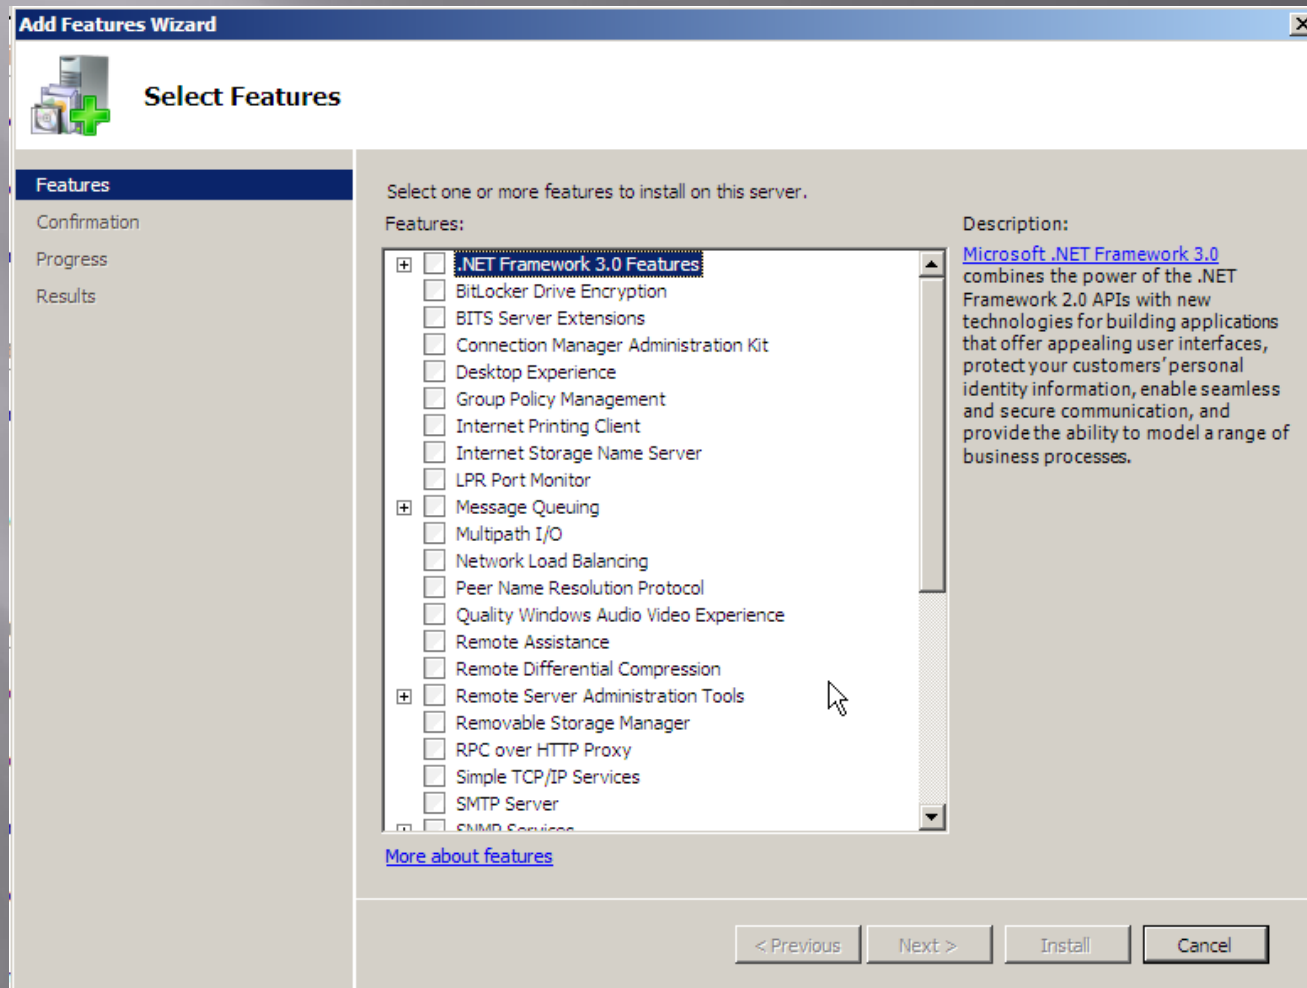 Add Features Wizard
Select Features
Features
Confirmation
Progress
Results
Select one or more features to install on this server.
Features:
.NET Framework 3.0 Features
BitLocker Drive Encryption
BITS Server Extensions
Connection Manager Administration Kit
Desktop Experience
Group Policy Management
Internet Printing Client
Internet Storage Name Server
LPR Port Monitor
Message Queuing
Multipath I/O
Network Load Balancing
Peer Name Resolution Protocol
Quality Windows Audio Video Experience
Remote Assistance
Remote Differential Compression
Remote Server Administration Tools
Removable Storage Manager
RPC over HTTP Proxy
Simple TCP/IP Services
SMTP Server
SNMP Services
More about features
Description:
Microsoft .NET Framework 3.0
combines the power of the .NET
Framework 2.0 APIs with new
technologies for building applications
that offer appealing user interfaces,
protect your customers' personal
identity information, enable seamless
and secure communication, and
provide the ability to model a range of
business processes.
< Previous
Next >
Install
Cancel